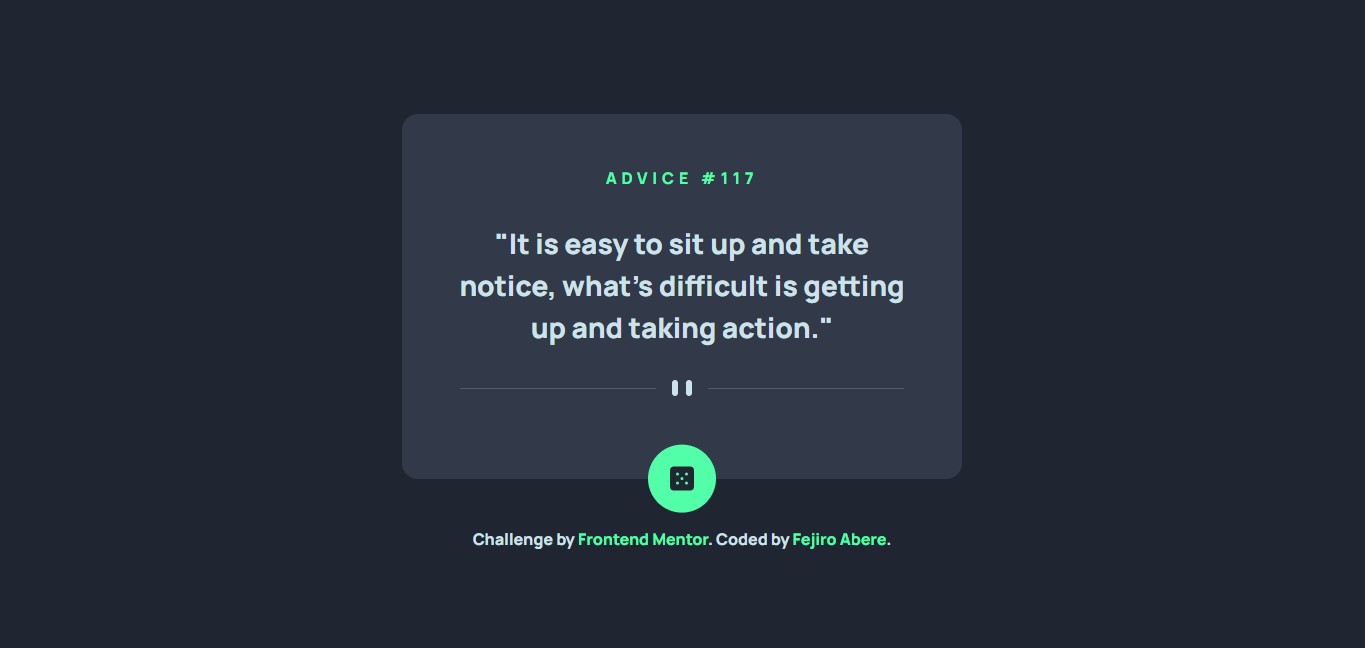 ADVICE #117
"It is easy to sit up and take
notice, what's difficult is getting
up and taking action."
Challenge by Frontend Mentor. Coded by Fejiro Abere.